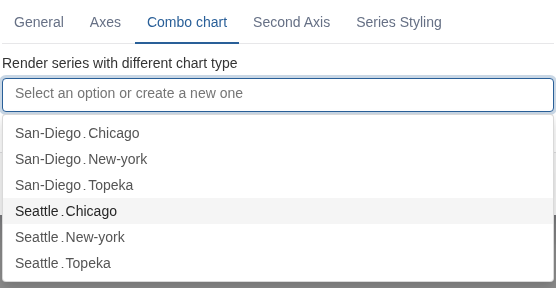 General Axes Combo chart Second Axis Series Styling
Render series with different chart type
Select an option or create a new one
San-Diego.Chicago
San-Diego.New-york
San-Diego.Topeka
Seattle.Chicago
Seattle.New-york
Seattle.Topeka